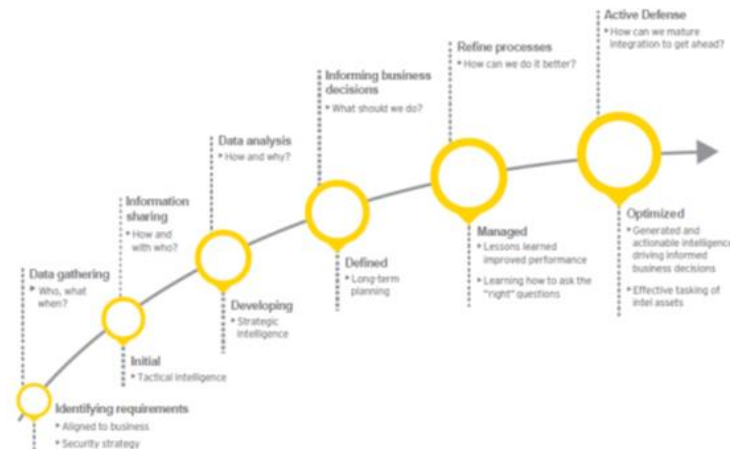 Active Defense
‣ How can we mature
integration to get ahead?
Refine processes
‣ How can we do it better?
Informing business
decisions
‣ What should we do?
Data analysis
‣ How and why?
Information
sharing
‣ How and
with who?
Data gathering
‣ Who, what
when?
Identifying requirements
‣ Aligned to business
‣ Security strategy
Initial
‣ Tactical intelligence
Developing
‣ Strategic
intelligence
Defined
‣ Long-term
planning
Managed
‣ Lessons learned
improved performance
‣ Learning how to ask the
"right" questions
Optimized
‣ Generated and
actionable intelligence
driving informed
business decisions
‣ Effective tasking of
intel assets